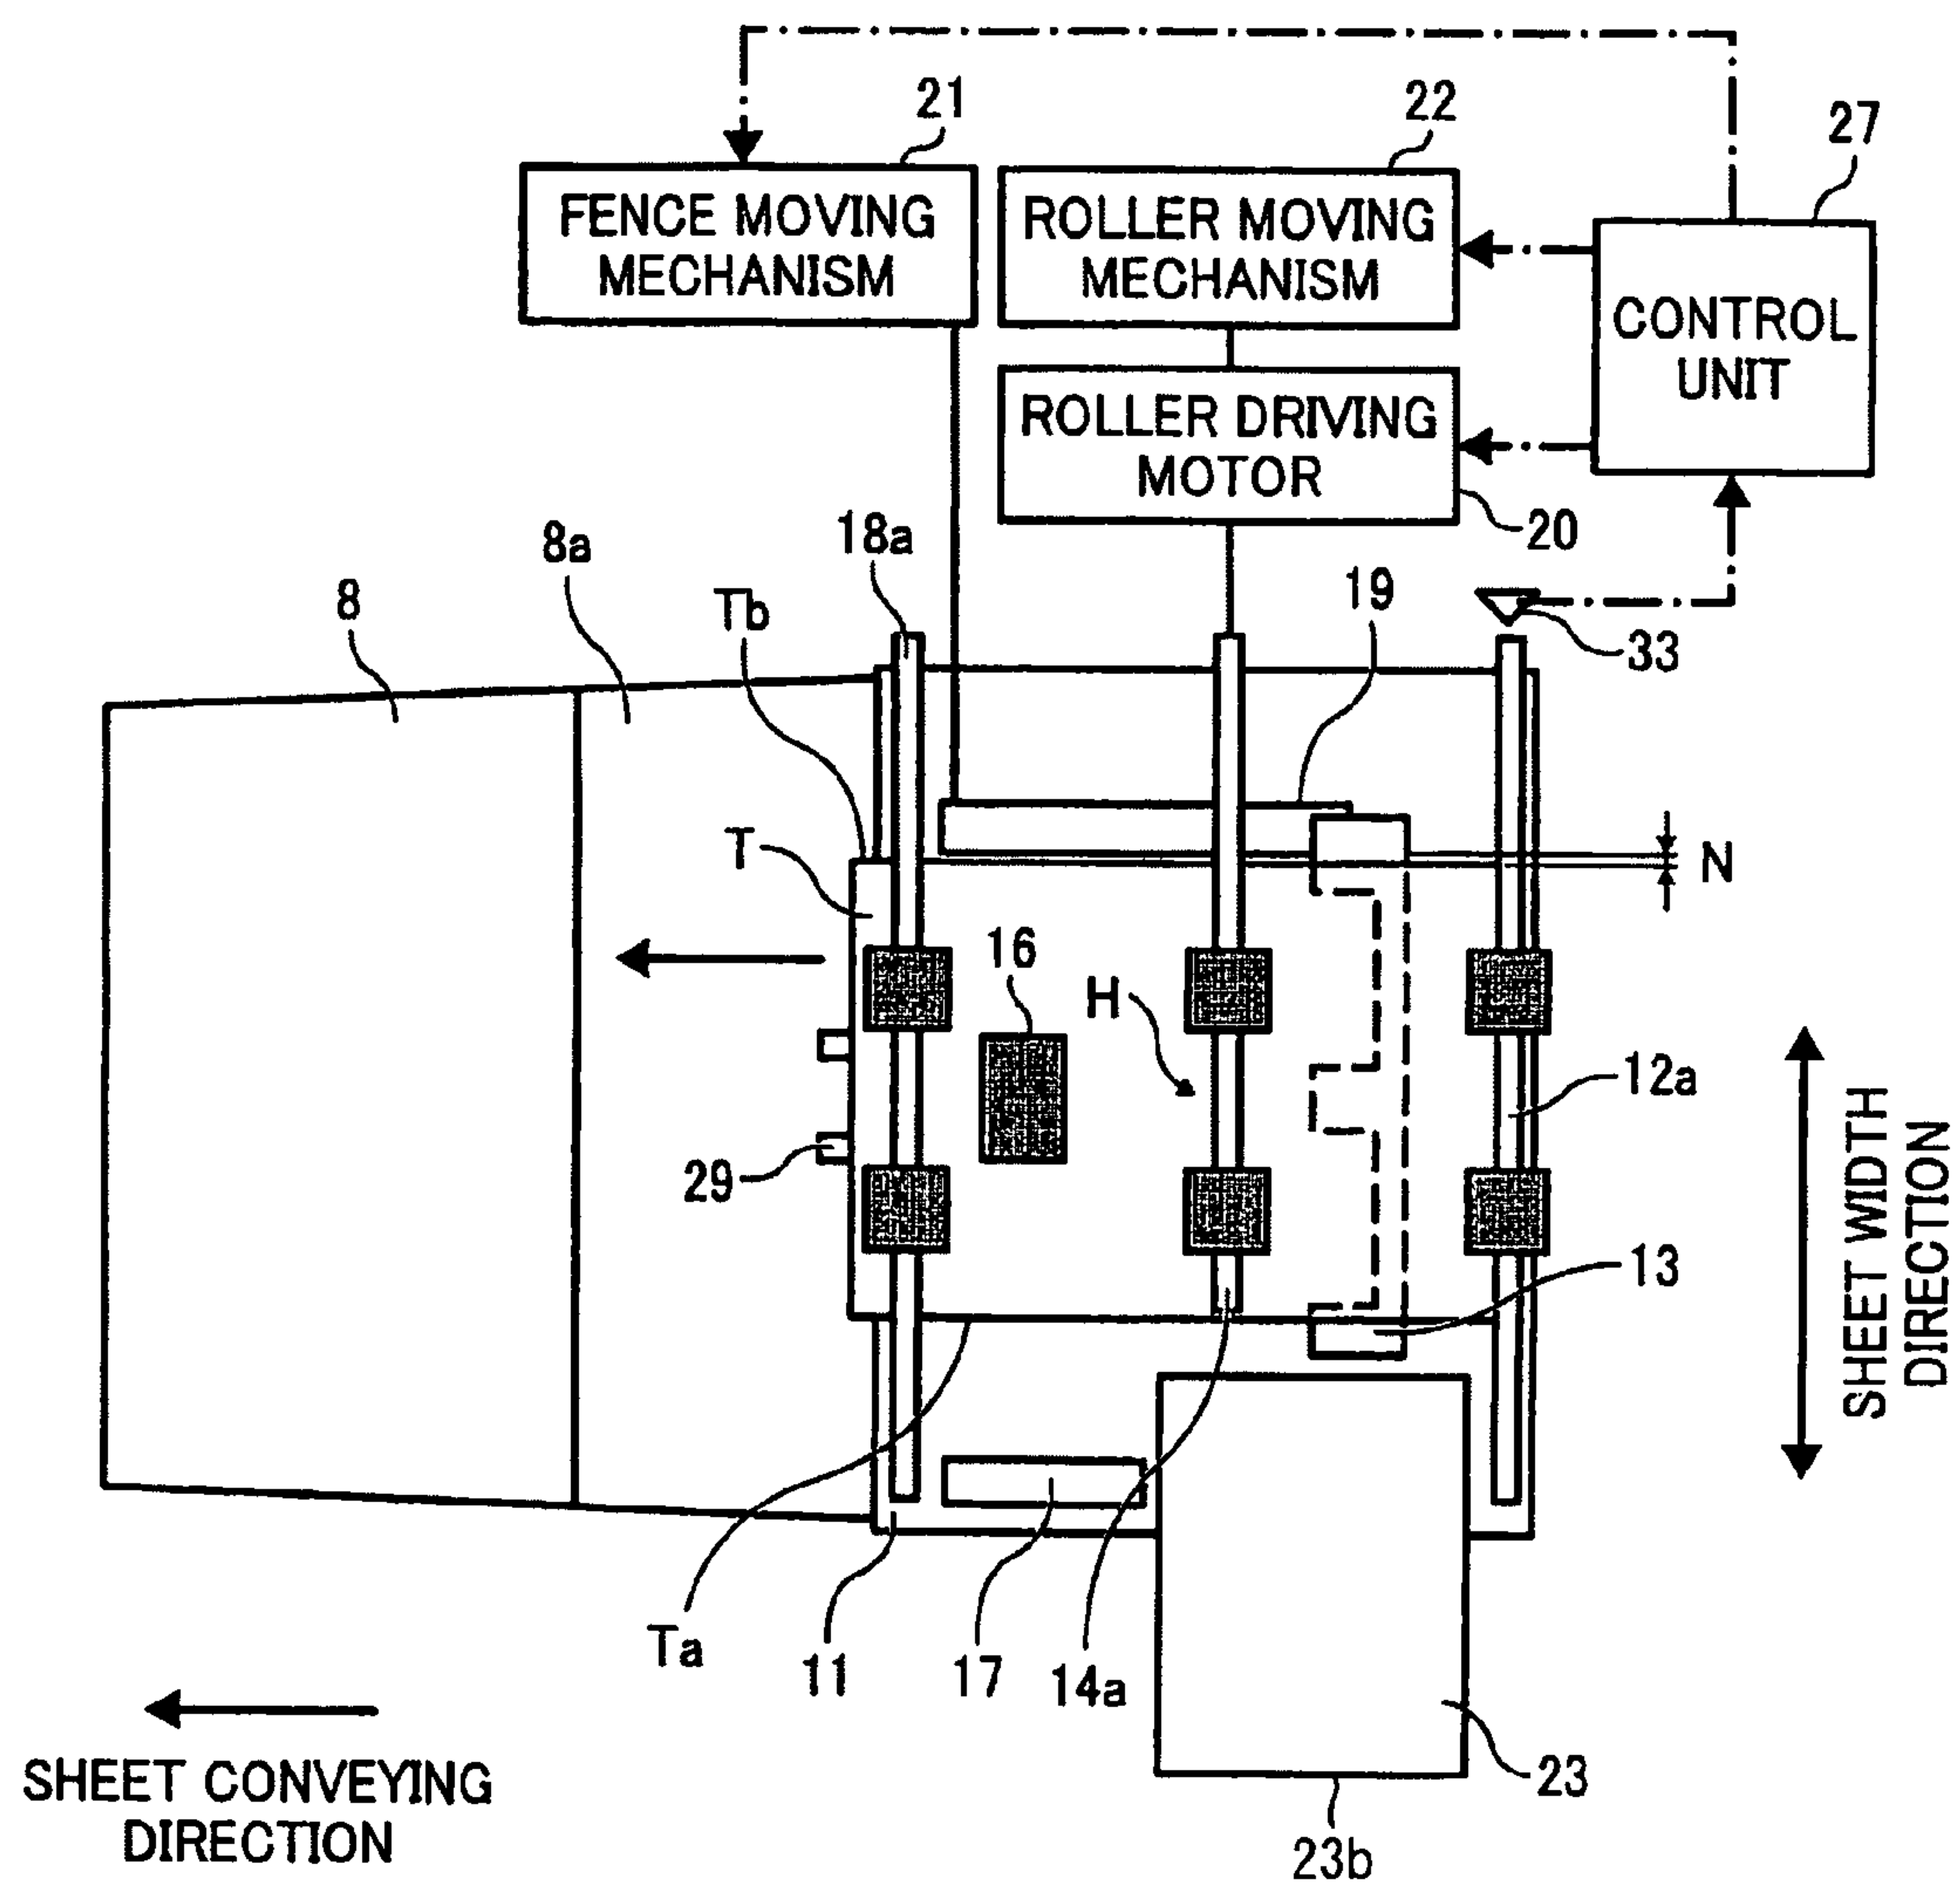 21
22
27
FENCE MOVING
MECHANISM
ROLLER MOVING
MECHANISM
CONTROL
UNIT
ROLLER DRIVING
MOTOR
20
18a
8a
8
Tb
19
33
T
N
16
H
12a
29
13
SHEET WIDTH
DIRECTION
Ta
11
17
14a
23
23b
SHEET CONVEYING
DIRECTION